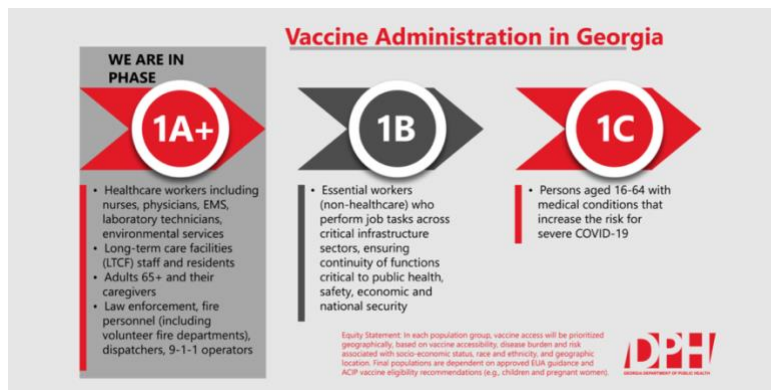 Vaccine Administration in Georgia
WE ARE IN
PHASE
1A+
• Healthcare workers including
nurses, physicians, EMS,
laboratory technicians,
environmental services
• Long-term care facilities
(LTCF) staff and residents
• Adults 65+ and their
caregivers
• Law enforcement, fire
personnel (including
volunteer fire departments),
dispatchers, 9-1-1 operators
1B
• Essential workers
(non-healthcare) who
perform job tasks across
critical infrastructure
sectors, ensuring
continuity of functions
critical to public health,
safety, economic and
national security
1C
• Persons aged 16-64 with
medical conditions that
increase the risk for
severe COVID-19
Equity Statement: In each population group, vaccine access will be prioritized
geographically, based on vaccine accessibility, disease burden and risk
associated with socio-economic status, race and ethnicity, and geographic
location. Final populations are dependent on approved EUA guidance and
ACIP vaccine eligibility recommendations (e.g., children and pregnant women).
DPH
GEORGIA DEPARTMENT OF PUBLIC HEALTH